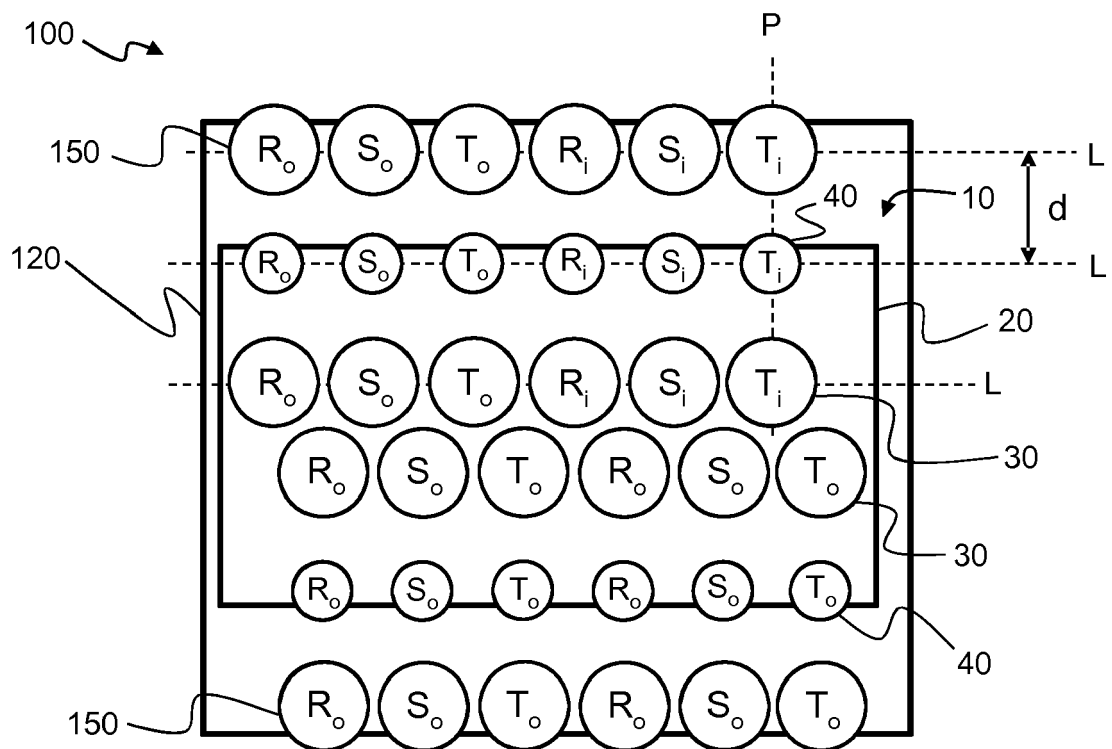 P
100
150 Rₒ Sₒ Tₒ Rᵢ Sᵢ Tᵢ L
40 10 d
120 Rₒ Sₒ Tₒ Rᵢ Sᵢ Tᵢ L
20
Rₒ Sₒ Tₒ Rᵢ Sᵢ Tᵢ L
30
Rₒ Sₒ Tₒ Rₒ Sₒ Tₒ
30
Rₒ Sₒ Tₒ Rₒ Sₒ Tₒ
40
150 Rₒ Sₒ Tₒ Rₒ Sₒ Tₒ